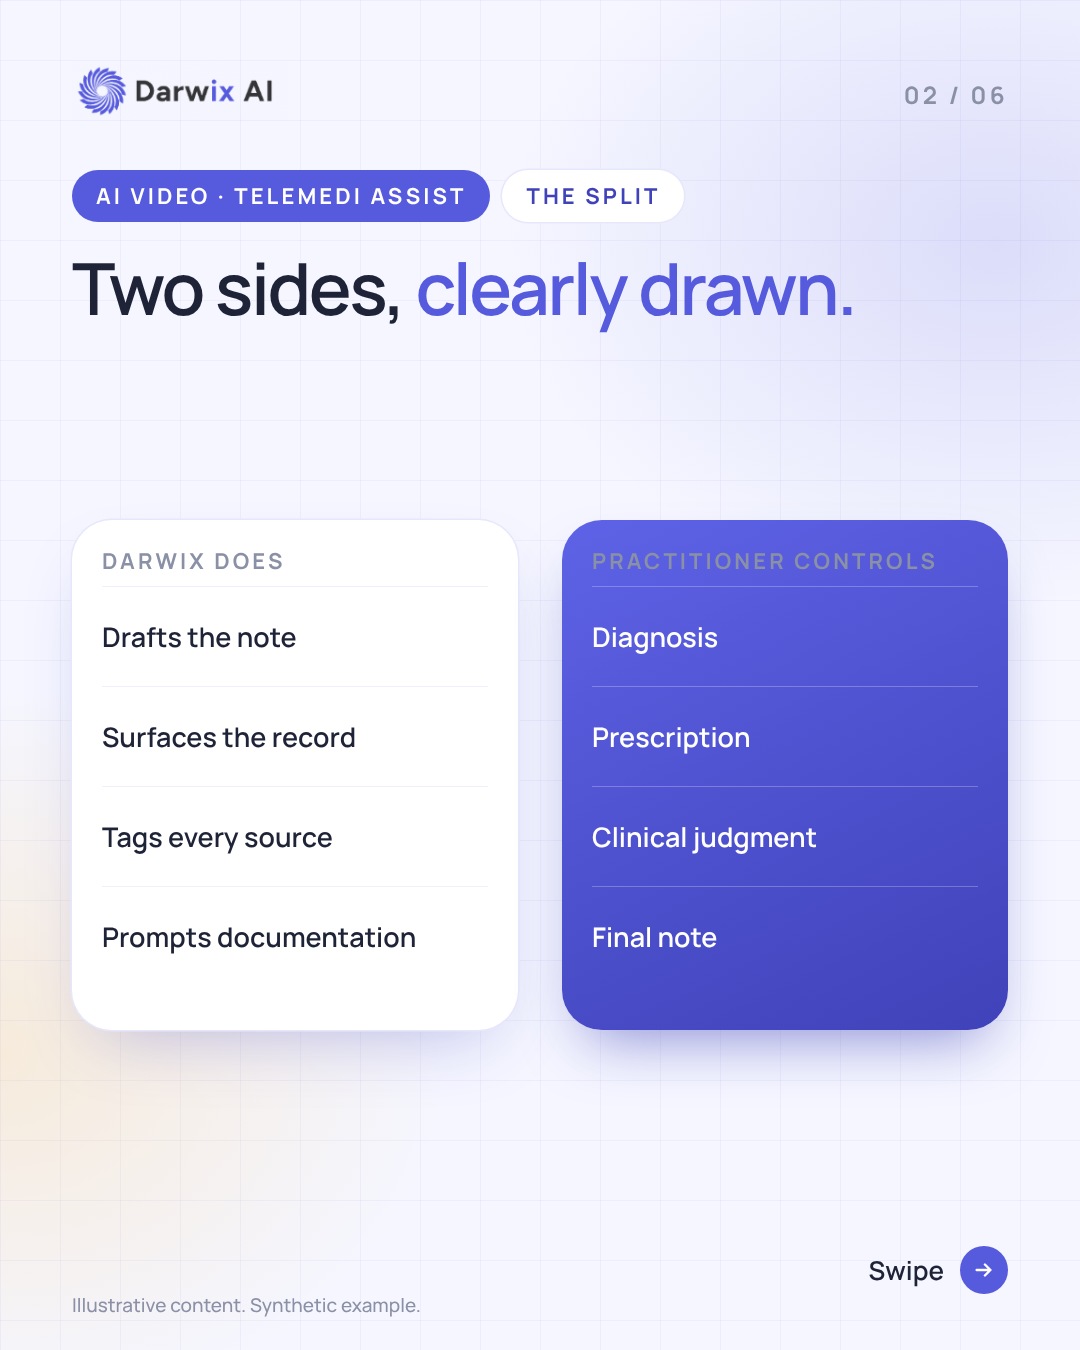 Darwix AI
02 / 06
AI VIDEO · TELEMEDI ASSIST
THE SPLIT
Two sides, clearly drawn.
DARWIX DOES
Drafts the note
Surfaces the record
Tags every source
Prompts documentation
PRACTITIONER CONTROLS
Diagnosis
Prescription
Clinical judgment
Final note
Swipe
Illustrative content. Synthetic example.